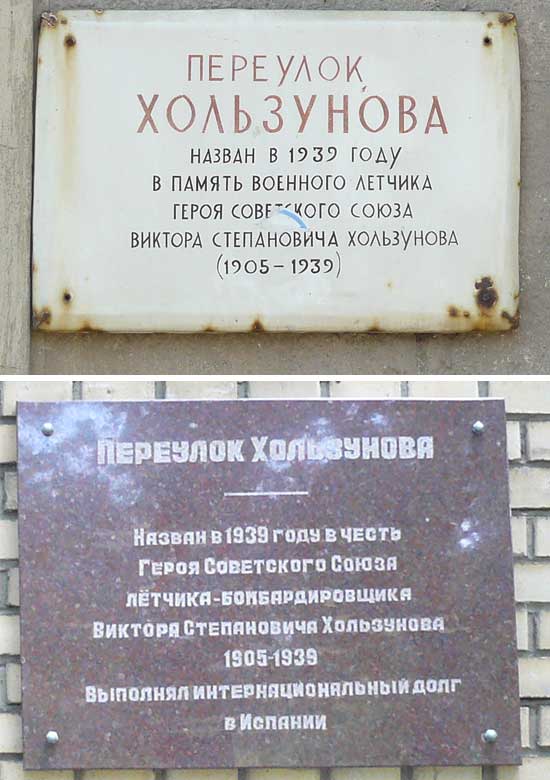 ПЕРЕУЛОК
ХОЛЬЗУНОВА
НАЗВАН В 1939 ГОДУ
В ПАМЯТЬ ВОЕННОГО ЛЕТЧИКА
ГЕРОЯ СОВЕТСКОГО СОЮЗА
ВИКТОРА СТЕПАНОВИЧА ХОЛЬЗУНОВА
(1905 – 1939)
ПЕРЕУЛОК ХОЛЬЗУНОВА
НАЗВАН В 1939 ГОДУ В ЧЕСТЬ
ГЕРОЯ СОВЕТСКОГО СОЮЗА
ЛЁТЧИКА-БОМБАРДИРОВЩИКА
ВИКТОРА СТЕПАНОВИЧА ХОЛЬЗУНОВА
1905-1939
ВЫПОЛНЯЛ ИНТЕРНАЦИОНАЛЬНЫЙ ДОЛГ
В ИСПАНИИ